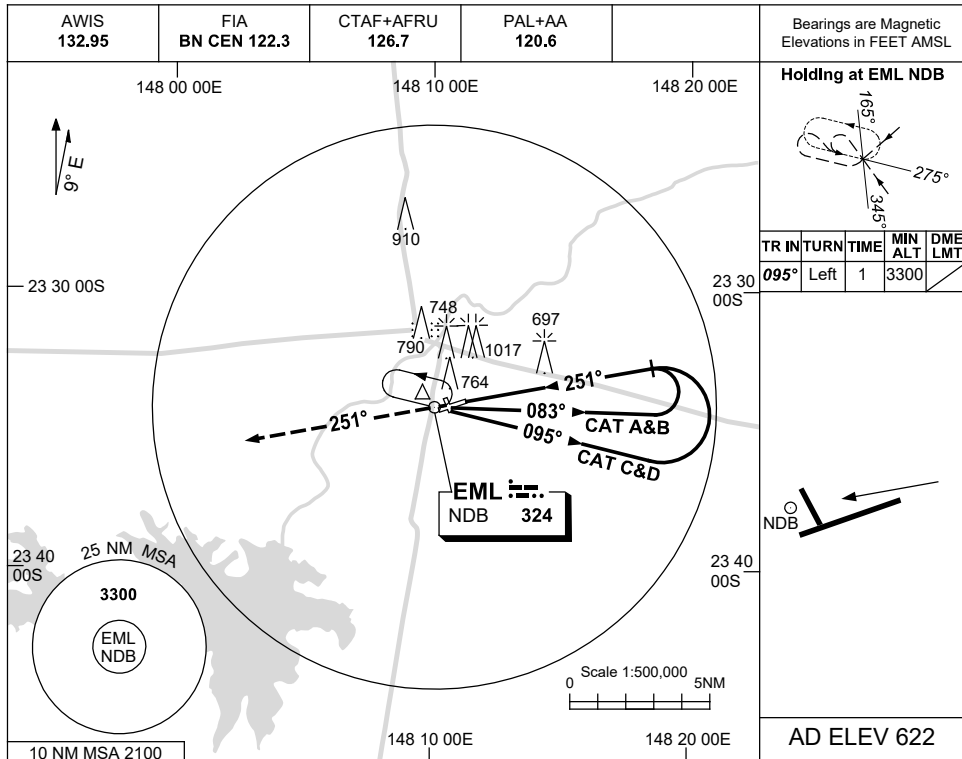 AWIS
132.95
FIA
BN CEN 122.3
CTAF+AFRU
126.7
PAL+AA
120.6
Bearings are Magnetic
Elevations in FEET AMSL
148 00 00E
148 10 00E
148 20 00E
9° E
910
23 30 00S
23 30
00S
748
790
1017
697
764
251°
083°
CAT A&B
095°
CAT C&D
251°
EML
NDB 324
23 40
00S
23 40
00S
25 NM MSA
3300
EML
NDB
10 NM MSA 2100
Scale 1:500,000
0 5NM
148 10 00E
148 20 00E
Holding at EML NDB
165°
275°
345°
TR IN TURN TIME MIN ALT DME LMT
095° Left 1 3300
NDB
AD ELEV 622